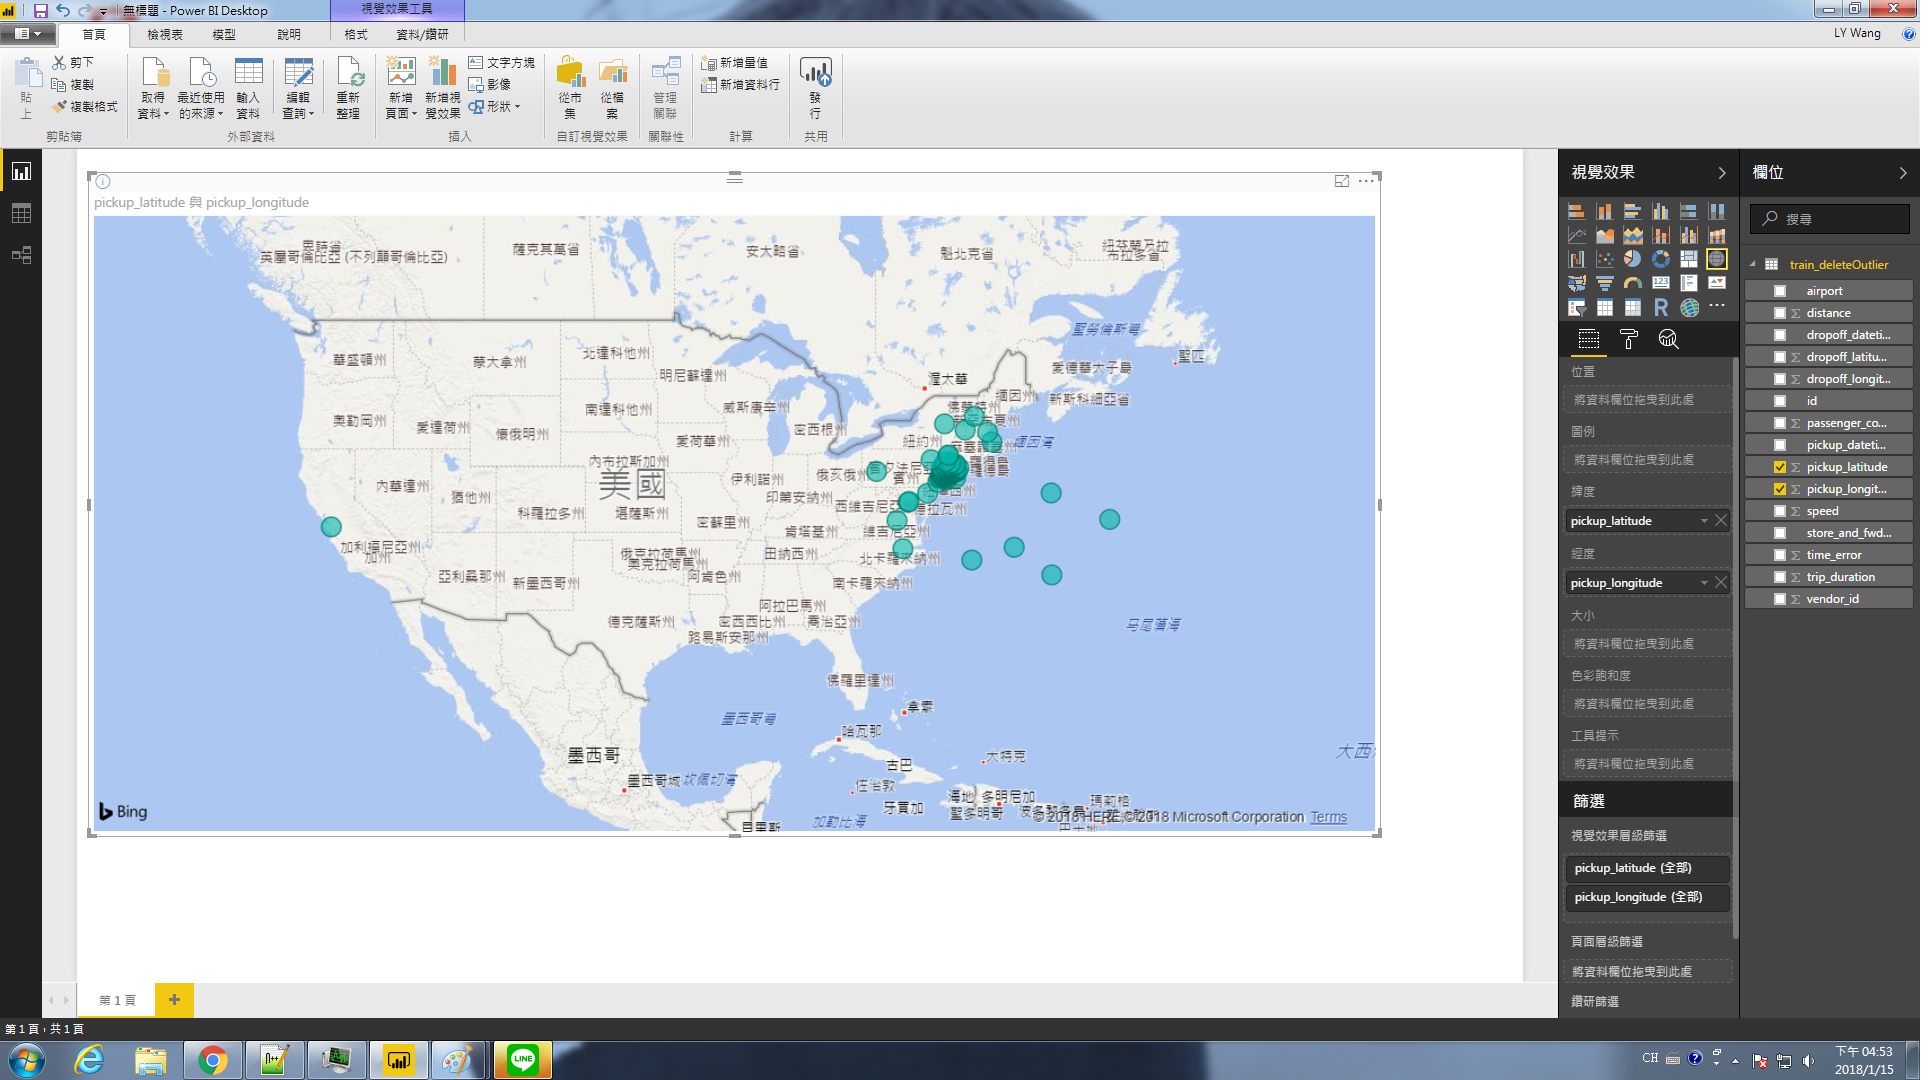 無標題 - Power BI Desktop
視覺效果工具
首頁
檢視表
模型
說明
格式
資料/鑽研
LY Wang
貼上
剪下
複製
複製格式
剪貼簿
取得資料
最近使用的來源
輸入資料
編輯查詢
重新整理
外部資料
新增頁面
新增視覺效果
文字方塊
影像
形狀
插入
從市集
從檔案
自訂視覺效果
管理關聯
關聯性
新增量值
新增資料行
計算
發行
共用
pickup_latitude 與 pickup_longitude
英屬哥倫比亞 (不列顛哥倫比亞)
薩克其萬省
安大略省
魁北克省
紐芬蘭及拉布拉多省
聖勞倫斯灣
聖匹
愛德華太子島
新斯科細亞省
渥太華
緬因州
緬因灣
華盛頓州
蒙大拿州
北達科他州
明尼蘇達州
奧勒岡州
愛達荷州
懷俄明州
南達科他州
威斯康辛州
密西根州
紐約州
愛荷華州
內布拉斯加州
美國
內華達州
猶他州
科羅拉多州
堪薩斯州
伊利諾州
印第安納州
密蘇里州
肯塔基州
維吉尼亞州
加利福尼亞州
加州
亞利桑那州
新墨西哥州
俄克拉荷馬州
奧克拉荷馬州
阿肯色州
田納西州
北卡羅來納州
南卡羅來納州
德克薩斯州
阿拉巴馬州
密西西比州
喬治亞州
路易斯安那州
佛羅里達州
马尾藻海
墨西哥灣
拿索
哈瓦那
古巴
大特克
大西
墨西哥
墨西哥城
坎佩切灣
佐治敦
牙買加
海地
多明尼加
聖多明哥
瑪莉格
加勒比海
貝里斯
Bing
© 2018 HERE, © 2018 Microsoft Corporation Terms
視覺效果
位置
將資料欄位拖曳到此處
圖例
將資料欄位拖曳到此處
緯度
pickup_latitude
經度
pickup_longitude
大小
將資料欄位拖曳到此處
色彩飽和度
將資料欄位拖曳到此處
工具提示
將資料欄位拖曳到此處
篩選
視覺效果層級篩選
pickup_latitude (全部)
pickup_longitude (全部)
頁面層級篩選
將資料欄位拖曳到此處
鑽研篩選
欄位
搜尋
train_deleteOutlier
airport
distance
dropoff_dateti...
dropoff_latitu...
dropoff_longit...
id
passenger_co...
pickup_dateti...
pickup_latitude
pickup_longit...
speed
store_and_fwd...
time_error
trip_duration
vendor_id
第 1 頁
第 1 頁，共 1 頁
CH
下午 04:53
2018/1/15